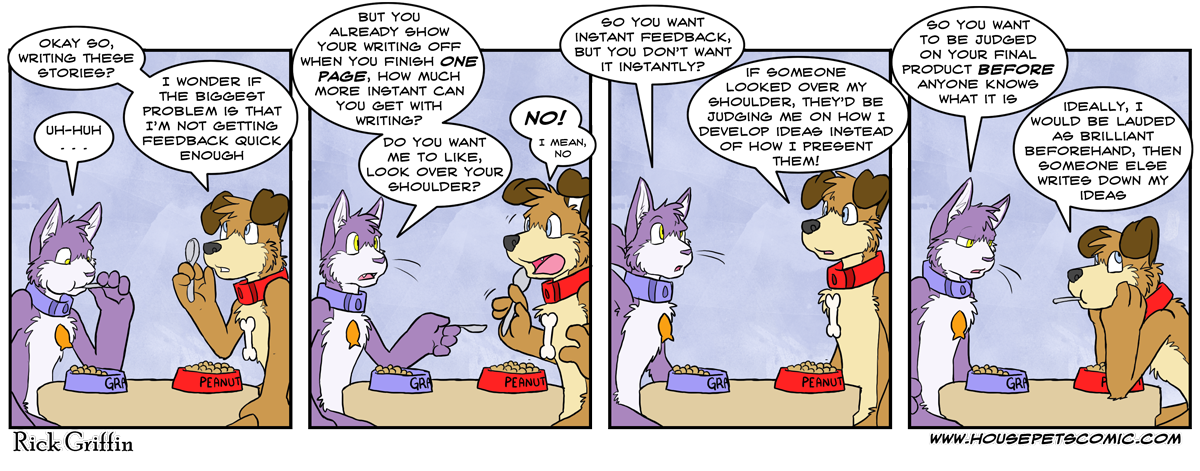 OKAY SO,
WRITING THESE
STORIES?
I WONDER IF
THE BIGGEST
PROBLEM IS THAT
I'M NOT GETTING
FEEDBACK QUICK
ENOUGH
UH-HUH
. . .
GRA
PEANUT
BUT YOU
ALREADY SHOW
YOUR WRITING OFF
WHEN YOU FINISH ONE
PAGE, HOW MUCH
MORE INSTANT CAN
YOU GET WITH
WRITING?
DO YOU WANT
ME TO LIKE,
LOOK OVER YOUR
SHOULDER?
NO!
I MEAN,
NO
GR
PEANUT
SO YOU WANT
INSTANT FEEDBACK,
BUT YOU DON'T WANT
IT INSTANTLY?
IF SOMEONE
LOOKED OVER MY
SHOULDER, THEY'D BE
JUDGING ME ON HOW I
DEVELOP IDEAS INSTEAD
OF HOW I PRESENT
THEM!
GR
PEANUT
SO YOU WANT
TO BE JUDGED
ON YOUR FINAL
PRODUCT BEFORE
ANYONE KNOWS
WHAT IT IS
IDEALLY, I
WOULD BE LAUDED
AS BRILLIANT
BEFOREHAND, THEN
SOMEONE ELSE
WRITES DOWN MY
IDEAS
GR
P
Rick Griffin
WWW.HOUSEPETSCOMIC.COM